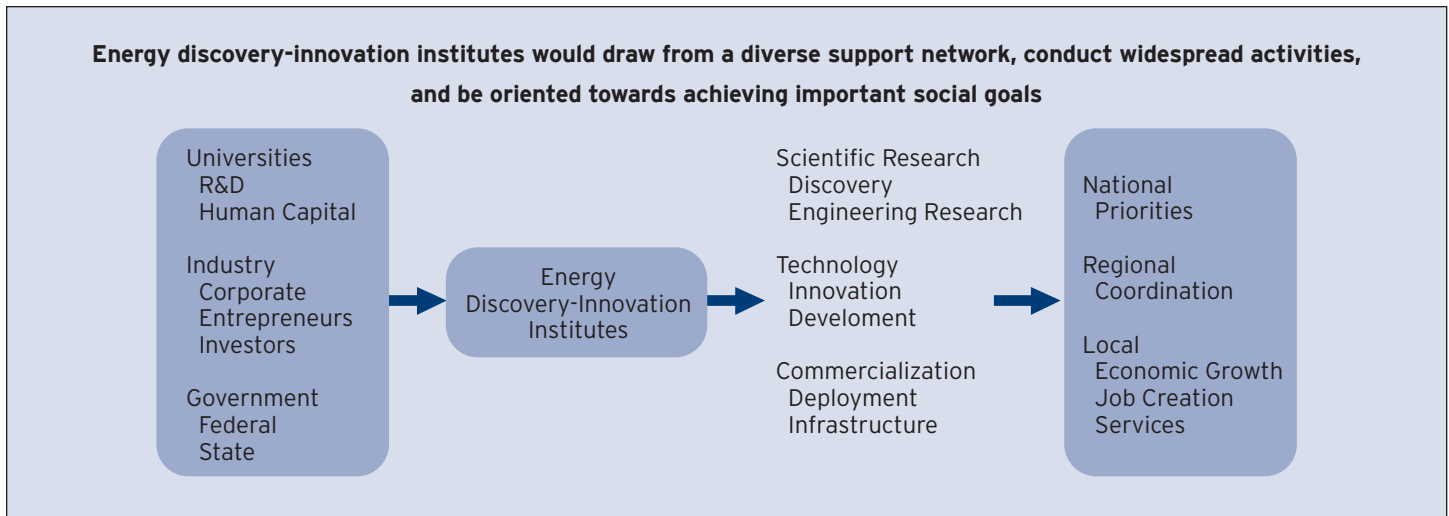 Energy discovery-innovation institutes would draw from a diverse support network, conduct widespread activities,
and be oriented towards achieving important social goals
Universities
R&D
Human Capital
Industry
Corporate
Entrepreneurs
Investors
Government
Federal
State
Energy
Discovery-Innovation
Institutes
Scientific Research
Discovery
Engineering Research
Technology
Innovation
Develoment
Commercialization
Deployment
Infrastructure
National
Priorities
Regional
Coordination
Local
Economic Growth
Job Creation
Services